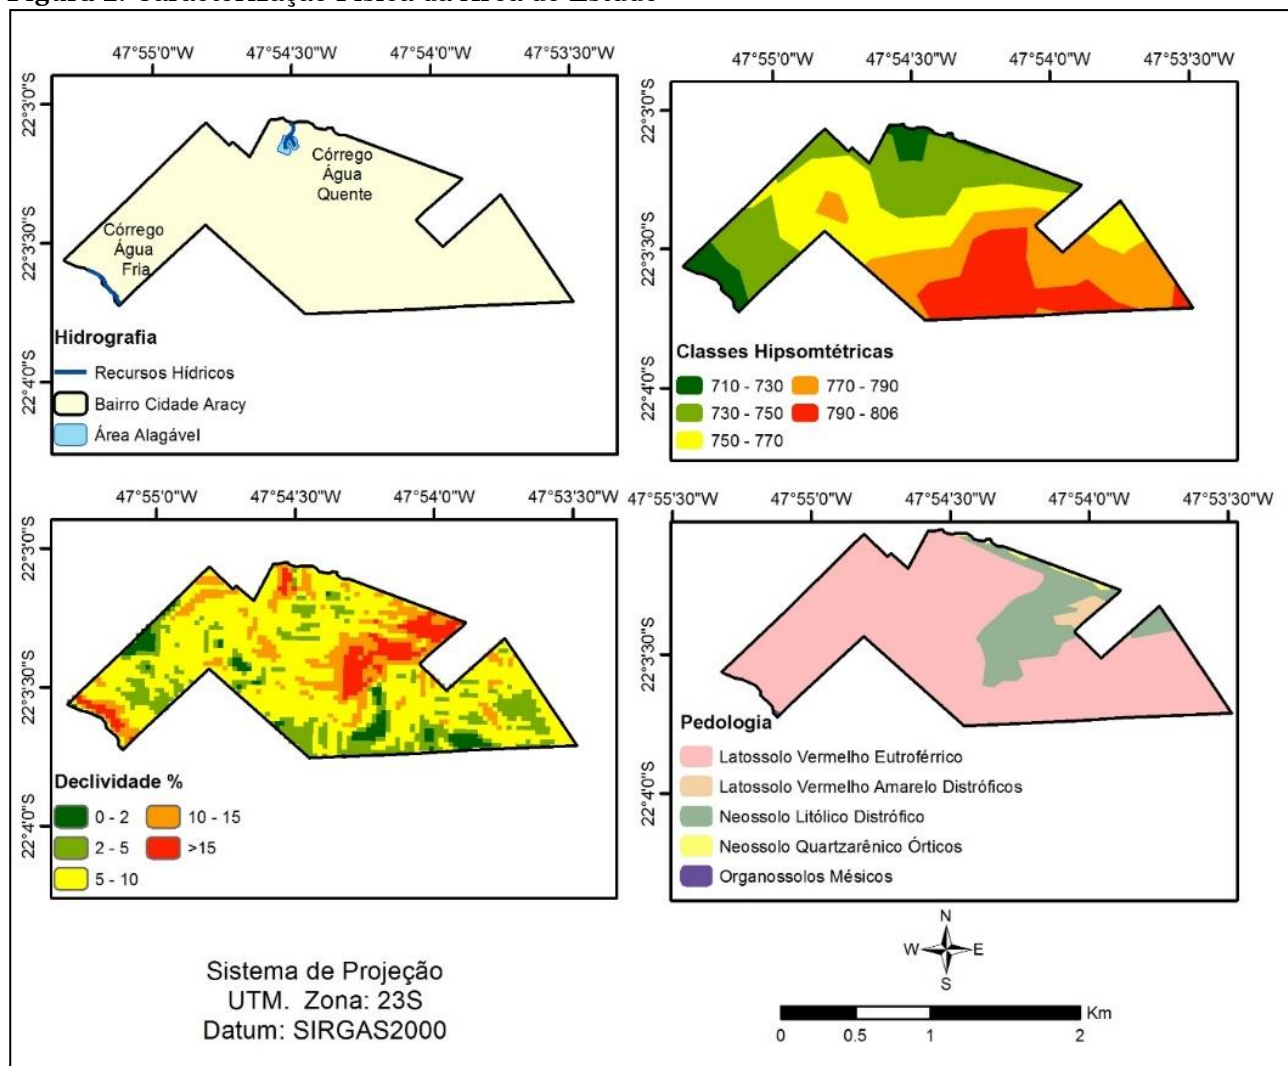 Figura 2: Caracterização Física da Área de Estudo
47°55'0"W 47°54'30"W 47°54'0"W 47°53'30"W
22°3'0"S
22°3'30"S
22°4'0"S
Córrego
Água
Quente
Córrego
Água
Fria
Hidrografia
Recursos Hídricos
Bairro Cidade Aracy
Área Alagável
47°55'0"W 47°54'30"W 47°54'0"W 47°53'30"W
22°3'0"S
22°3'30"S
22°4'0"S
Classes Hipsomtétricas
710 - 730 770 - 790
730 - 750 790 - 806
750 - 770
47°55'0"W 47°54'30"W 47°54'0"W 47°53'30"W
22°3'0"S
22°3'30"S
22°4'0"S
Declividade %
0 - 2 10 - 15
2 - 5 >15
5 - 10
47°55'30"W 47°55'0"W 47°54'30"W 47°54'0"W 47°53'30"W
22°3'0"S
22°3'30"S
22°4'0"S
Pedologia
Latossolo Vermelho Eutroférrico
Latossolo Vermelho Amarelo Distróficos
Neossolo Litólico Distrófico
Neossolo Quartzarênico Órticos
Organossolos Mésicos
Sistema de Projeção
UTM. Zona: 23S
Datum: SIRGAS2000
N
W E
S
Km
0 0.5 1 2